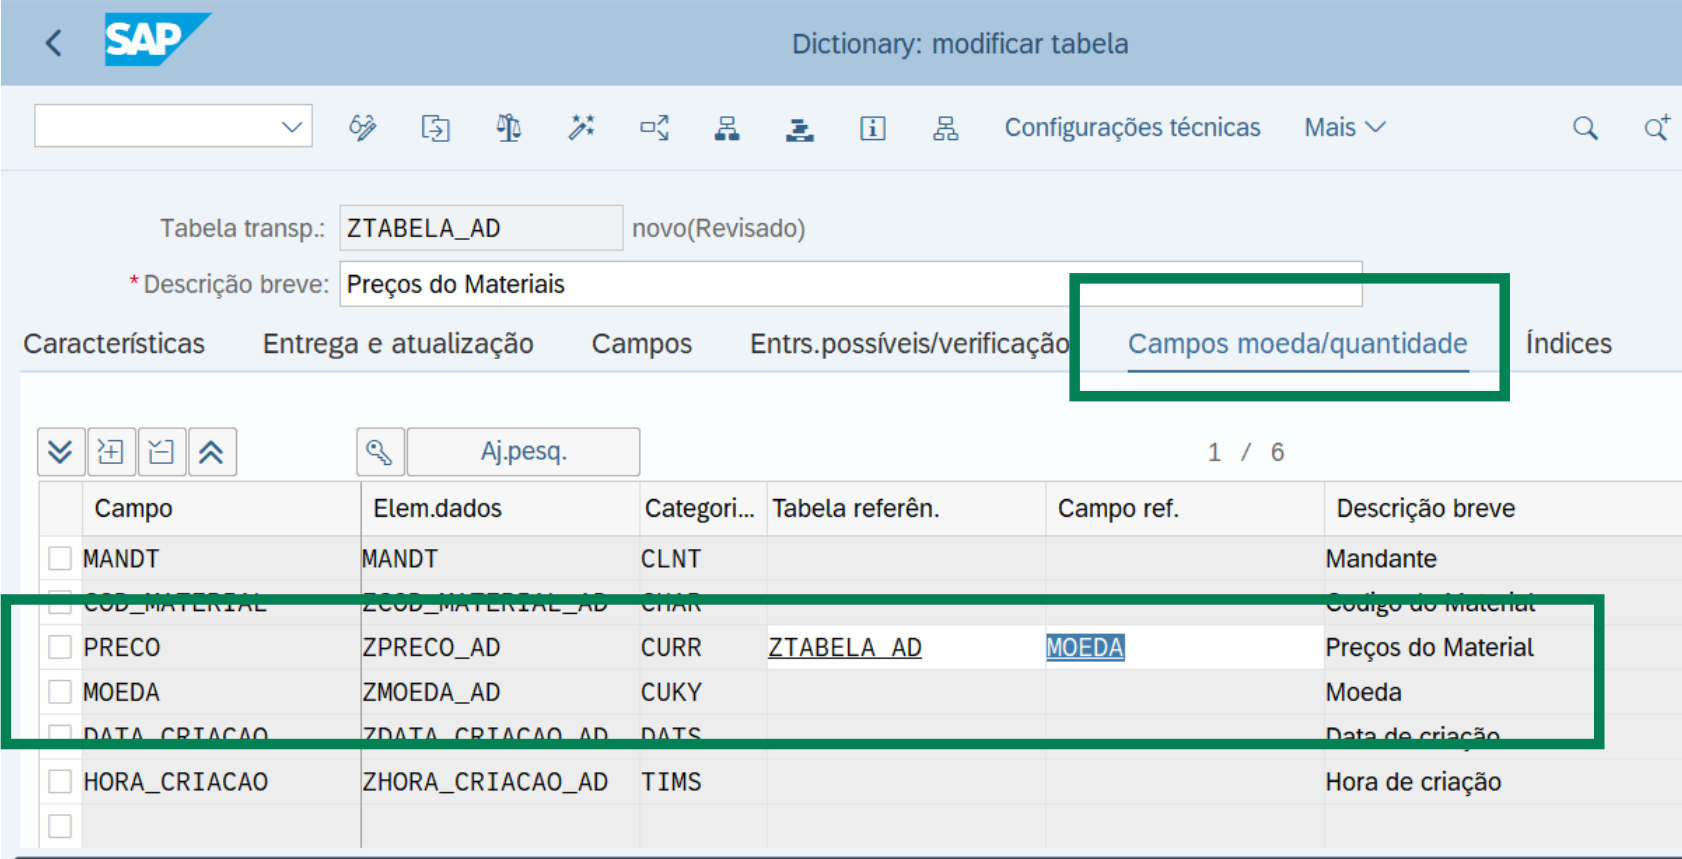 SAP
Dictionary: modificar tabela
Configurações técnicas Mais
Tabela transp.: ZTABELA_AD novo(Revisado)
* Descrição breve: Preços do Materiais
Características Entrega e atualização Campos Entrs.possíveis/verificação Campos moeda/quantidade Índices
Aj.pesq. 1 / 6
Campo Elem.dados Categori... Tabela referên. Campo ref. Descrição breve
MANDT MANDT CLNT Mandante
COD_MATERIAL ZCOD_MATERIAL_AD CHAR Codigo do Material
PRECO ZPRECO_AD CURR ZTABELA_AD MOEDA Preços do Material
MOEDA ZMOEDA_AD CUKY Moeda
DATA_CRIACAO ZDATA_CRIACAO_AD DATS Data de criação
HORA_CRIACAO ZHORA_CRIACAO_AD TIMS Hora de criação